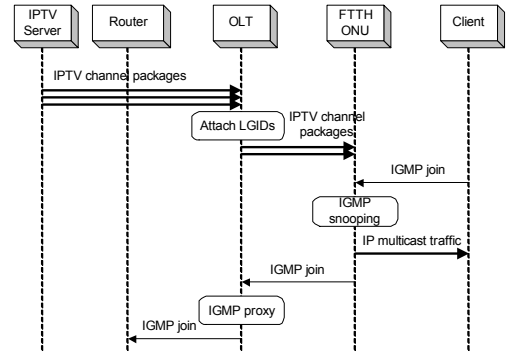 IPTV
Server
Router
OLT
FTTH
ONU
Client
IPTV channel packages
Attach LGIDs
IPTV channel
packages
IGMP join
IGMP
snooping
IP multicast traffic
IGMP join
IGMP proxy
IGMP join